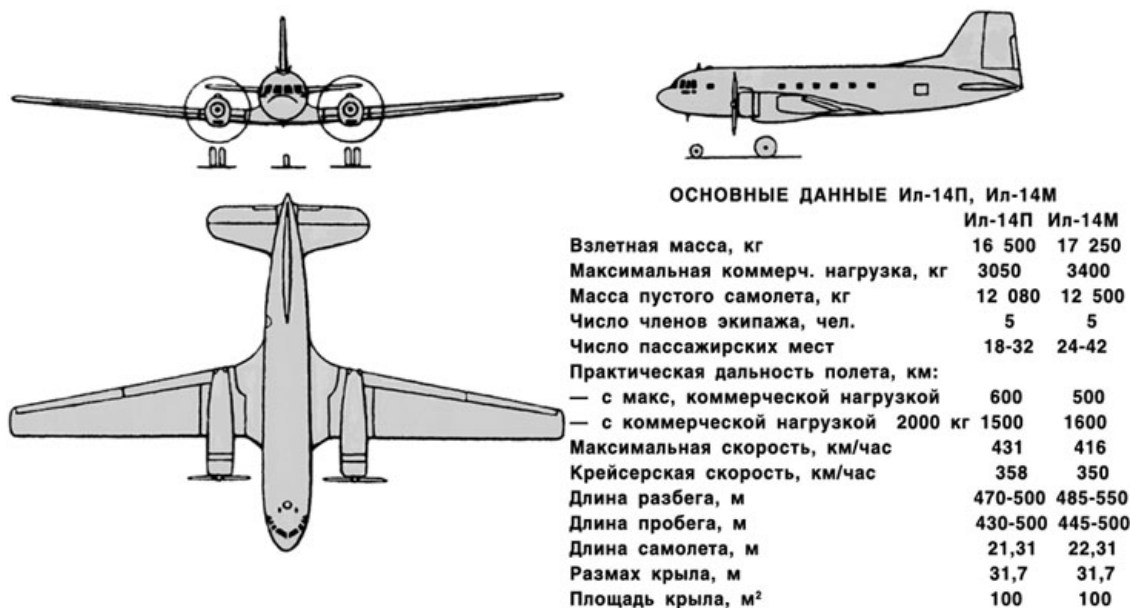 ОСНОВНЫЕ ДАННЫЕ Ил-14П, Ил-14М
Ил-14П Ил-14М
Взлетная масса, кг 16 500 17 250
Максимальная коммерч. нагрузка, кг 3050 3400
Масса пустого самолета, кг 12 080 12 500
Число членов экипажа, чел. 5 5
Число пассажирских мест 18-32 24-42
Практическая дальность полета, км:
— с макс, коммерческой нагрузкой 600 500
— с коммерческой нагрузкой 2000 кг 1500 1600
Максимальная скорость, км/час 431 416
Крейсерская скорость, км/час 358 350
Длина разбега, м 470-500 485-550
Длина пробега, м 430-500 445-500
Длина самолета, м 21,31 22,31
Размах крыла, м 31,7 31,7
Площадь крыла, м² 100 100